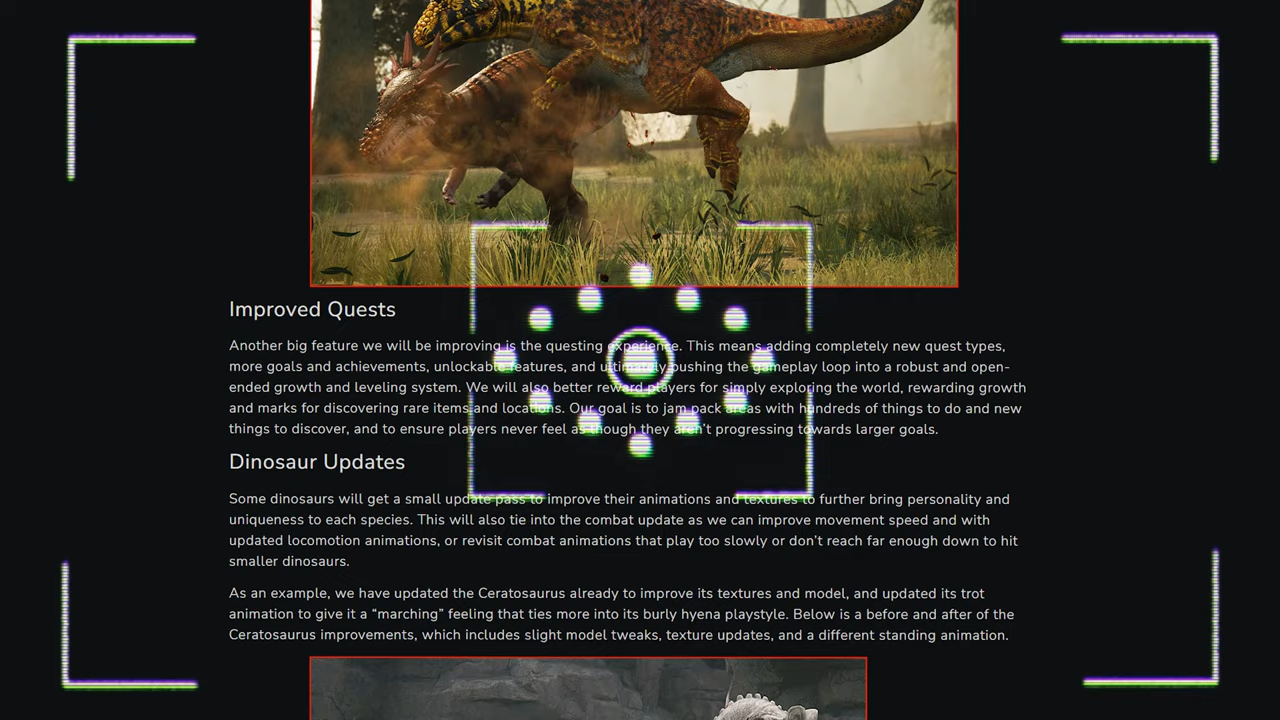 Improved Quests
Another big feature we will be improving is the questing experience. This means adding completely new quest types,
more goals and achievements, unlockable features, and ultimately pushing the gameplay loop into a robust and open-
ended growth and leveling system. We will also better reward players for simply exploring the world, rewarding growth
and marks for discovering rare items and locations. Our goal is to jam pack areas with hundreds of things to do and new
things to discover, and to ensure players never feel as though they aren't progressing towards larger goals.
Dinosaur Updates
Some dinosaurs will get a small update pass to improve their animations and textures to further bring personality and
uniqueness to each species. This will also tie into the combat update as we can improve movement speed and with
updated locomotion animations, or revisit combat animations that play too slowly or don't reach far enough down to hit
smaller dinosaurs.
As an example, we have updated the Ceratosaurus already to improve its textures and model, and updated its trot
animation to give it a “marching” feeling that ties more into its burly hyena playstyle. Below is a before and after of the
Ceratosaurus improvements, which includes slight model tweaks, texture updates, and a different standing animation.